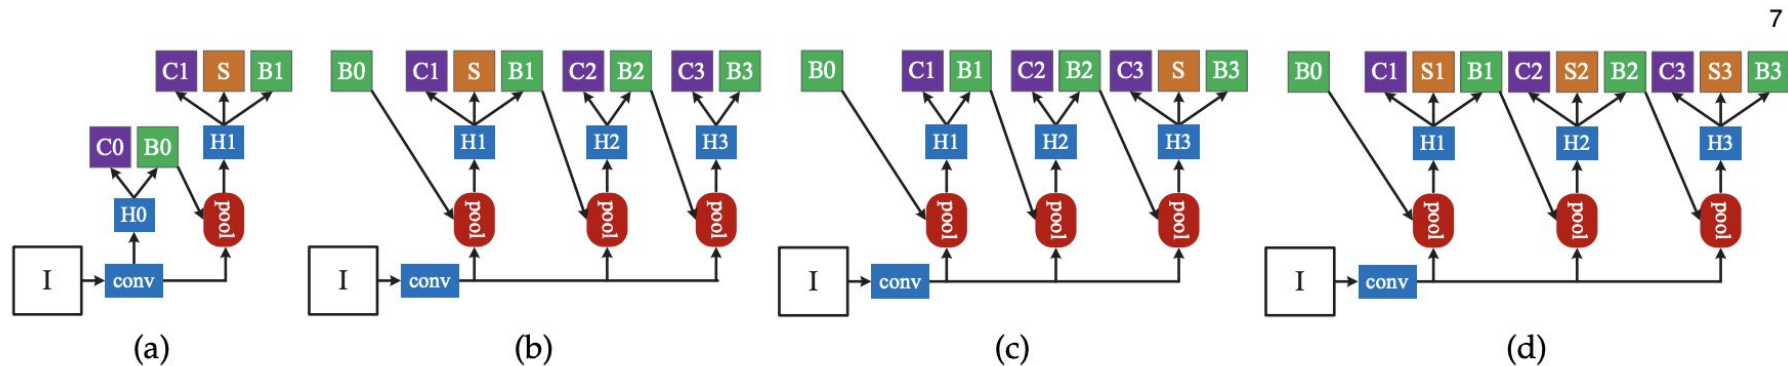 7
C1 S B1 B0 C1 S B1 C2 B2 C3 B3 B0 C1 B1 C2 B2 C3 S B3 B0 C1 S1 B1 C2 S2 B2 C3 S3 B3
C0 B0 H1 H1 H2 H3 H1 H2 H3 H1 H2 H3
H0 pool pool pool pool pool pool pool pool pool pool
I conv I conv I conv I conv
(a) (b) (c) (d)